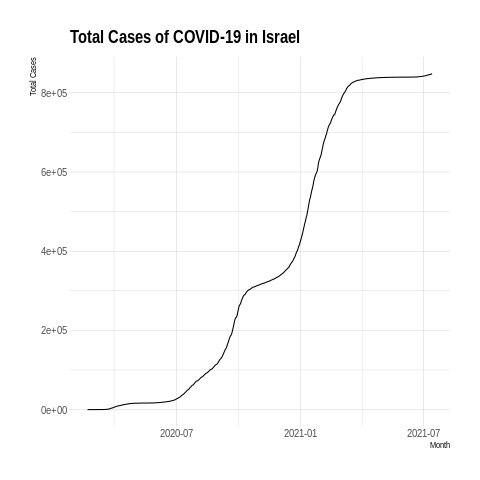 Total Cases of COVID-19 in Israel
Total Cases
8e+05
6e+05
4e+05
2e+05
0e+00
2020-07 2021-01 2021-07
Month